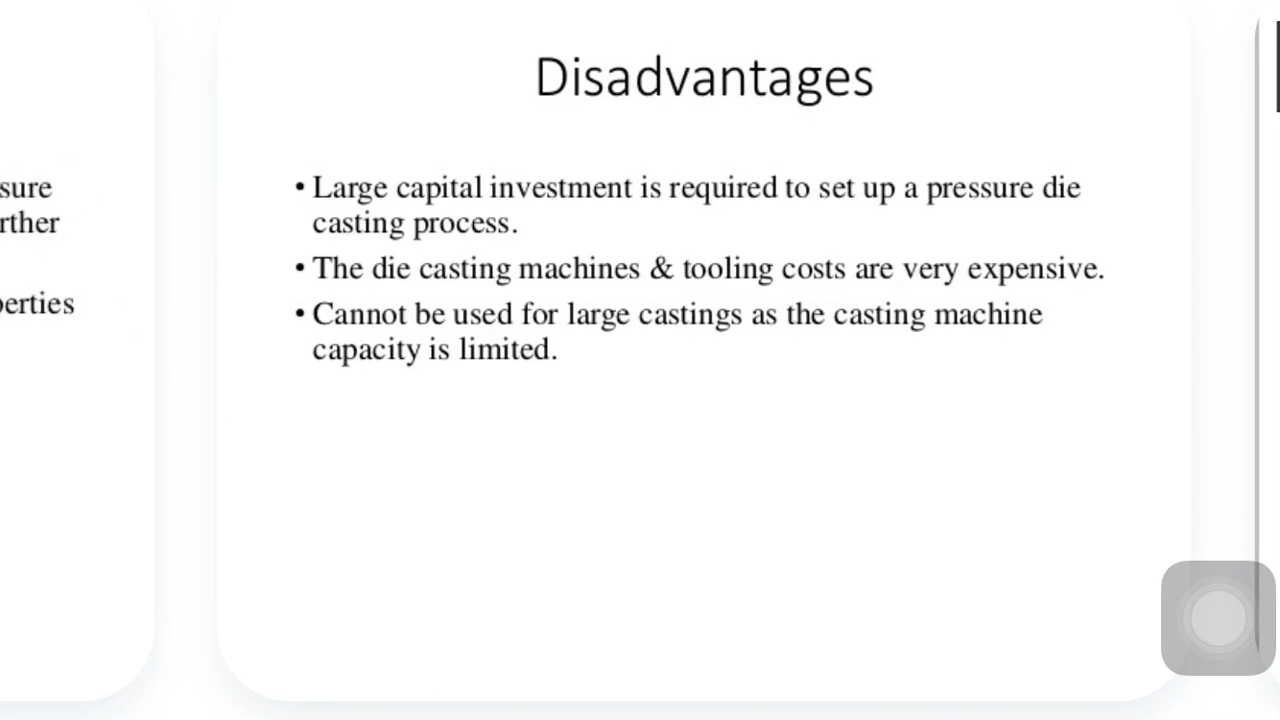 sure
rther
perties
Disadvantages
• Large capital investment is required to set up a pressure die
casting process.
• The die casting machines & tooling costs are very expensive.
• Cannot be used for large castings as the casting machine
capacity is limited.